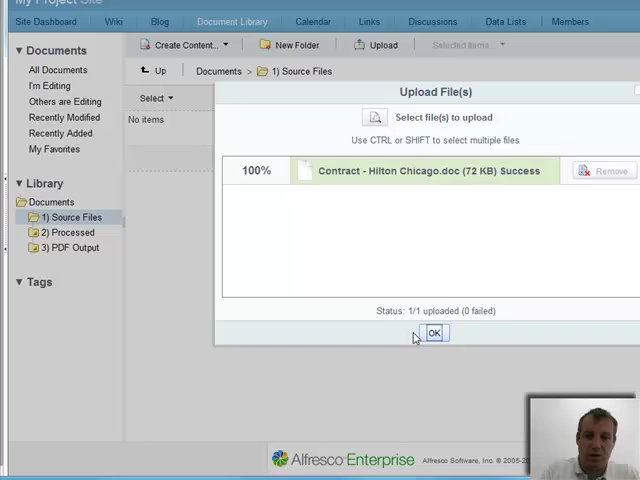 My Project Site
Site Dashboard Wiki Blog Document Library Calendar Links Discussions Data Lists Members
Documents
All Documents
I'm Editing
Others are Editing
Recently Modified
Recently Added
My Favorites
Library
Documents
1) Source Files
2) Processed
3) PDF Output
Tags
Create Content... New Folder Upload Selected Items...
Up Documents > 1) Source Files
Select
No items
Upload File(s)
Select file(s) to upload
Use CTRL or SHIFT to select multiple files
100% Contract - Hilton Chicago.doc (72 KB) Success Remove
Status: 1/1 uploaded (0 failed)
OK
Alfresco Enterprise Alfresco Software, Inc. © 2005-20